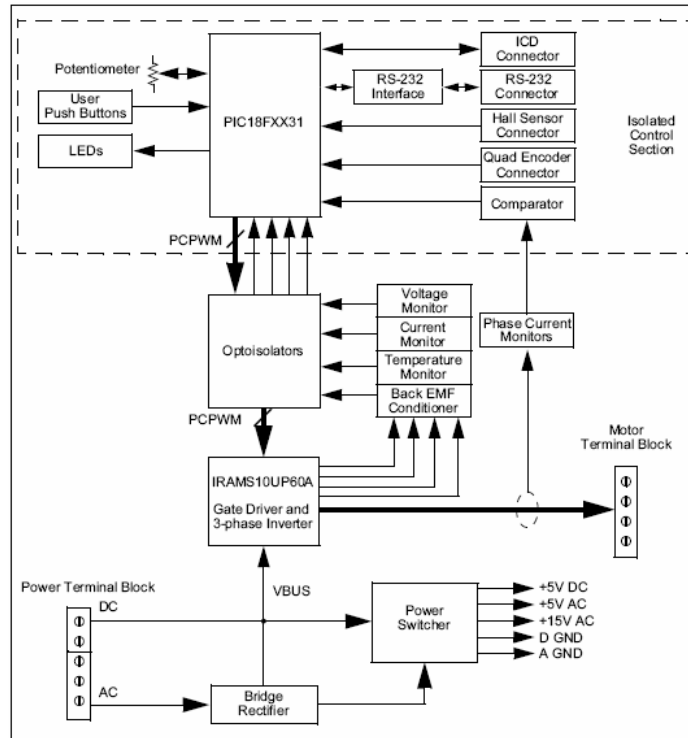 Potentiometer
User
Push Buttons
LEDs
PIC18FXX31
RS-232
Interface
ICD
Connector
RS-232
Connector
Hall Sensor
Connector
Quad Encoder
Connector
Comparator
Isolated
Control
Section
PCPWM
Optoisolators
Voltage
Monitor
Current
Monitor
Temperature
Monitor
Back EMF
Conditioner
Phase Current
Monitors
PCPWM
IRAMS10UP60A
Gate Driver and
3-phase Inverter
Motor
Terminal Block
Power Terminal Block
DC
VBUS
AC
Bridge
Rectifier
Power
Switcher
+5V DC
+5V AC
+15V AC
D GND
A GND